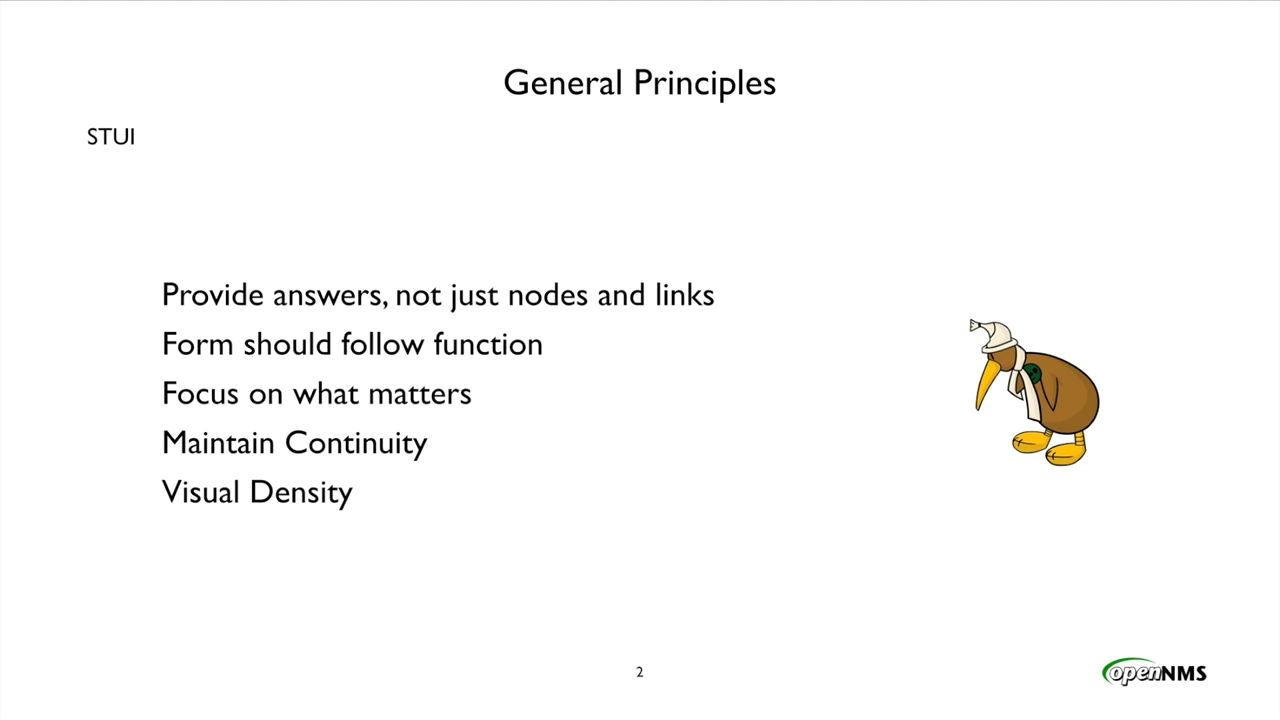 General Principles
STUI
Provide answers, not just nodes and links
Form should follow function
Focus on what matters
Maintain Continuity
Visual Density
2
openNMS